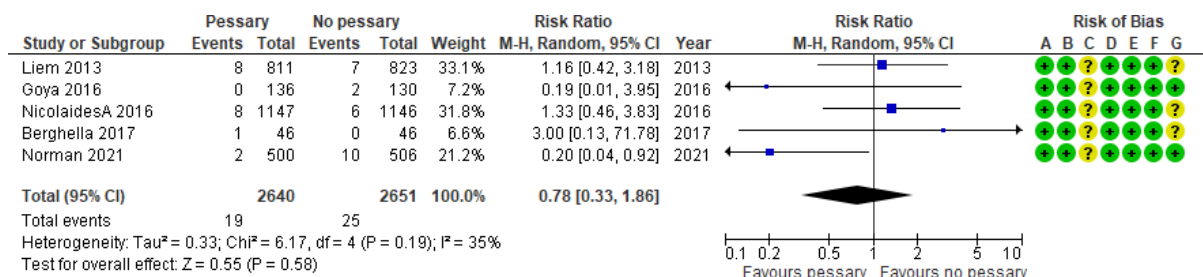 Pessary No pessary Risk Ratio Risk Ratio Risk of Bias
Study or Subgroup Events Total Events Total Weight M-H, Random, 95% CI Year M-H, Random, 95% CI A B C D E F G
Liem 2013 8 811 7 823 33.1% 1.16 [0.42, 3.18] 2013 + + ? + + + ?
Goya 2016 0 136 2 130 7.2% 0.19 [0.01, 3.95] 2016 + + ? + + + ?
NicolaidesA 2016 8 1147 6 1146 31.8% 1.33 [0.46, 3.83] 2016 + + ? + + + ?
Berghella 2017 1 46 0 46 6.6% 3.00 [0.13, 71.78] 2017 + + ? + + + ?
Norman 2021 2 500 10 506 21.2% 0.20 [0.04, 0.92] 2021 + + ? + + + +
Total (95% CI) 2640 2651 100.0% 0.78 [0.33, 1.86]
Total events 19 25
Heterogeneity: Tau² = 0.33; Chi² = 6.17, df = 4 (P = 0.19); I² = 35%
Test for overall effect: Z = 0.55 (P = 0.58)
0.1 0.2 0.5 1 2 5 10
Favours pessary Favours no pessary